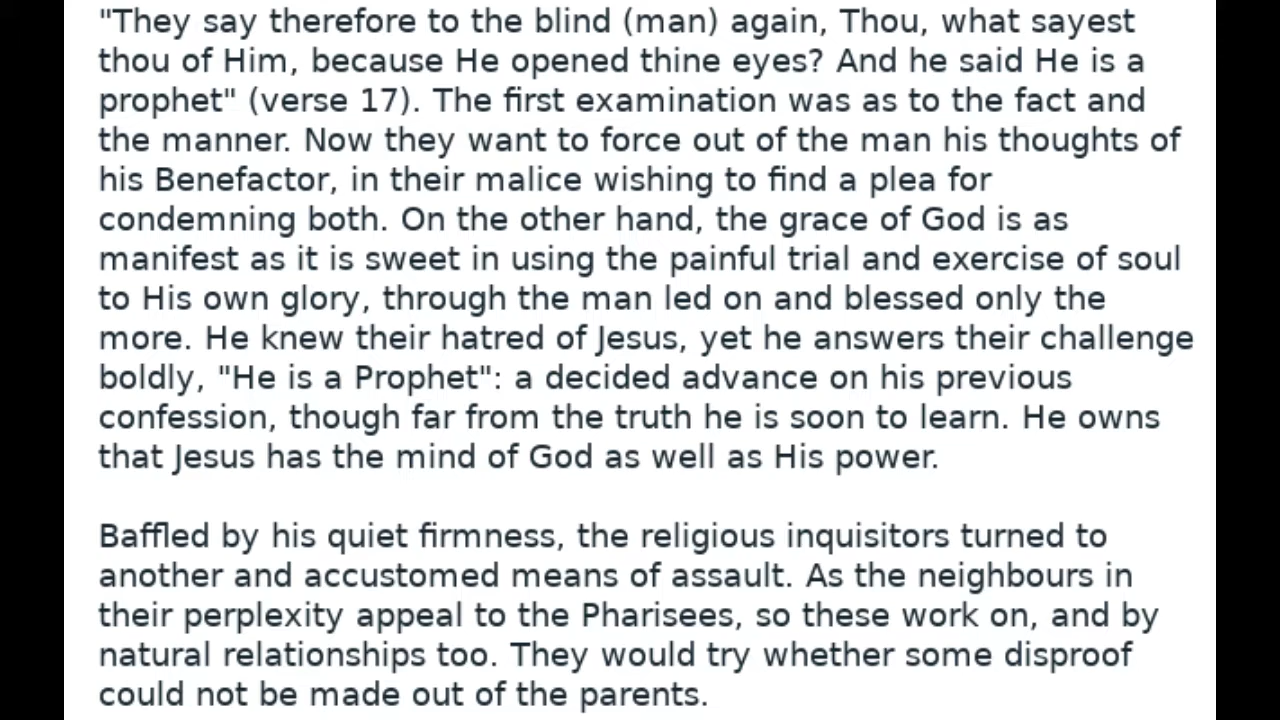 "They say therefore to the blind (man) again, Thou, what sayest
thou of Him, because He opened thine eyes? And he said He is a
prophet" (verse 17). The first examination was as to the fact and
the manner. Now they want to force out of the man his thoughts of
his Benefactor, in their malice wishing to find a plea for
condemning both. On the other hand, the grace of God is as
manifest as it is sweet in using the painful trial and exercise of soul
to His own glory, through the man led on and blessed only the
more. He knew their hatred of Jesus, yet he answers their challenge
boldly, "He is a Prophet": a decided advance on his previous
confession, though far from the truth he is soon to learn. He owns
that Jesus has the mind of God as well as His power.
Baffled by his quiet firmness, the religious inquisitors turned to
another and accustomed means of assault. As the neighbours in
their perplexity appeal to the Pharisees, so these work on, and by
natural relationships too. They would try whether some disproof
could not be made out of the parents.